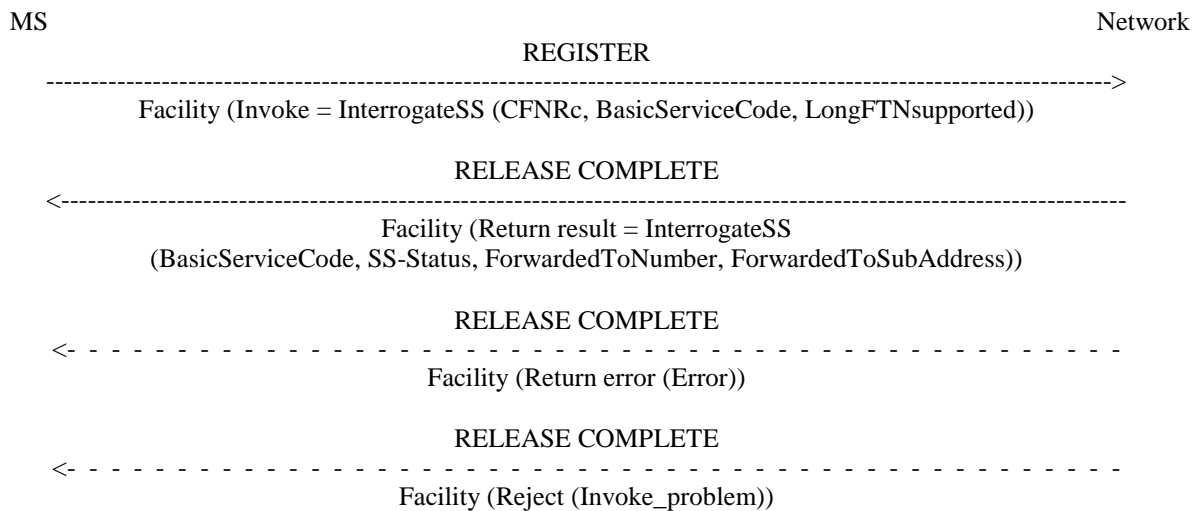 MS Network
REGISTER
------------------------------------------------------------------------------------------------------------------------>
Facility (Invoke = InterrogateSS (CFNRc, BasicServiceCode, LongFTNsupported))
RELEASE COMPLETE
<------------------------------------------------------------------------------------------------------------------------
Facility (Return result = InterrogateSS
(BasicServiceCode, SS-Status, ForwardedToNumber, ForwardedToSubAddress))
RELEASE COMPLETE
<- - - - - - - - - - - - - - - - - - - - - - - - - - - - - - - - - - - - - - - - - - - - - - - - - -
Facility (Return error (Error))
RELEASE COMPLETE
<- - - - - - - - - - - - - - - - - - - - - - - - - - - - - - - - - - - - - - - - - - - - - - - - - -
Facility (Reject (Invoke_problem))